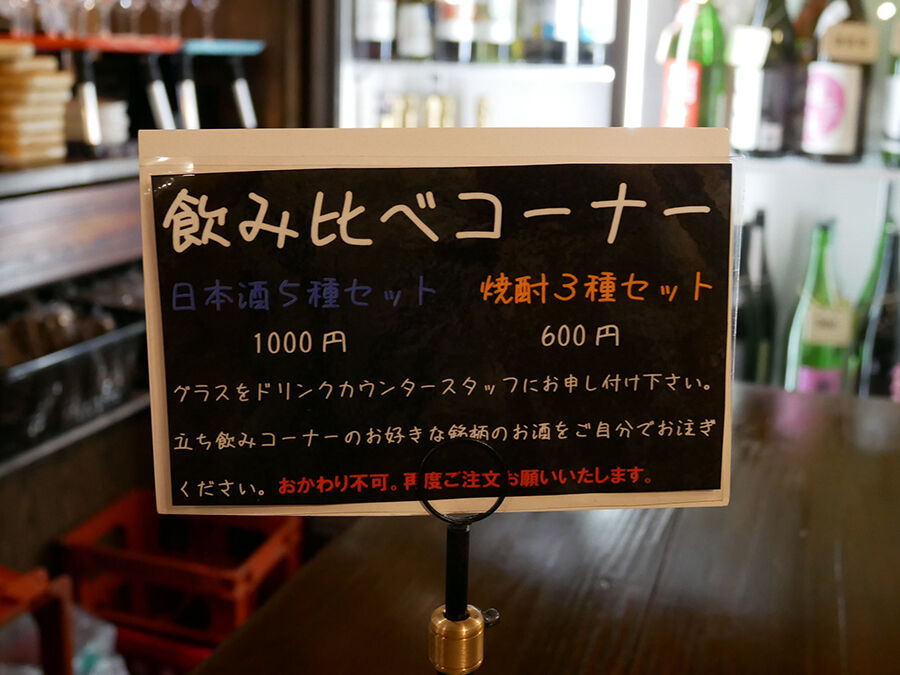 飲み比べコーナー
日本酒5種セット 焼酎3種セット
1000円 600円
グラスをドリンクカウンタースタッフにお申し付け下さい。
立ち飲みコーナーのお好きな銘柄のお酒をご自分でお注ぎ
ください。おかわり不可。再度ご注文お願いいたします。